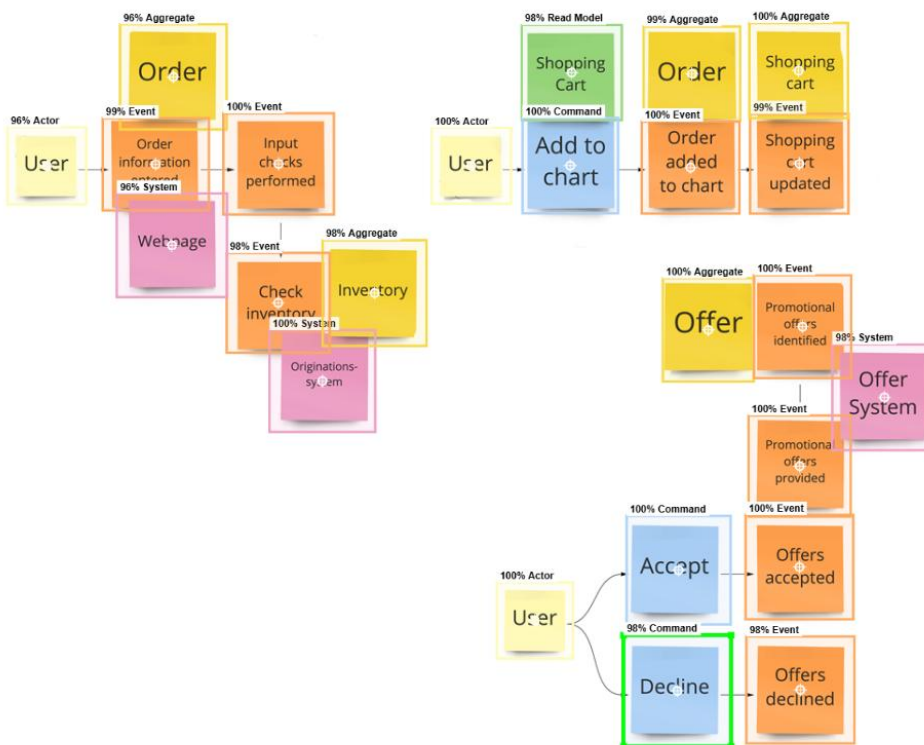 96% Aggregate
Order
96% Actor
User
99% Event
Order
information
entered
100% Event
Input
checks
performed
96% System
Webpage
98% Event
Check
inventory
98% Aggregate
Inventory
100% System
Originations-
system
98% Read Model
Shopping
Cart
99% Aggregate
Order
100% Aggregate
Shopping
cart
100% Actor
User
100% Command
Add to
chart
100% Event
Order
added
to chart
99% Event
Shopping
cart
updated
100% Aggregate
Offer
100% Event
Promotional
offers
identified
98% System
Offer
System
100% Event
Promotional
offers
provided
100% Actor
User
100% Command
Accept
100% Event
Offers
accepted
98% Command
Decline
98% Event
Offers
declined